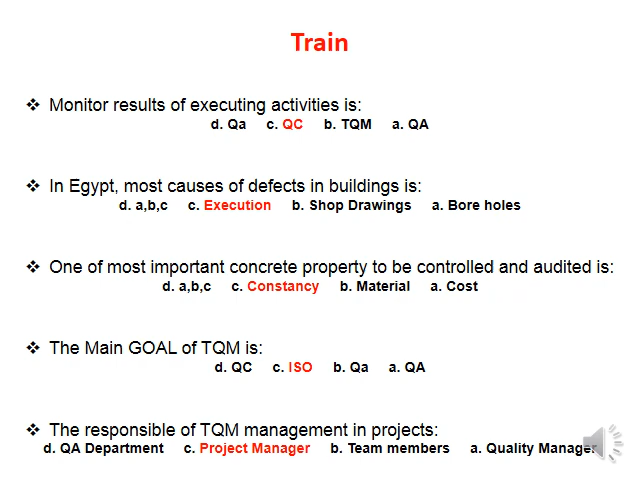 Train
❖ Monitor results of executing activities is:
d. Qa c. QC b. TQM a. QA
❖ In Egypt, most causes of defects in buildings is:
d. a,b,c c. Execution b. Shop Drawings a. Bore holes
❖ One of most important concrete property to be controlled and audited is:
d. a,b,c c. Constancy b. Material a. Cost
❖ The Main GOAL of TQM is:
d. QC c. ISO b. Qa a. QA
❖ The responsible of TQM management in projects:
d. QA Department c. Project Manager b. Team members a. Quality Manager